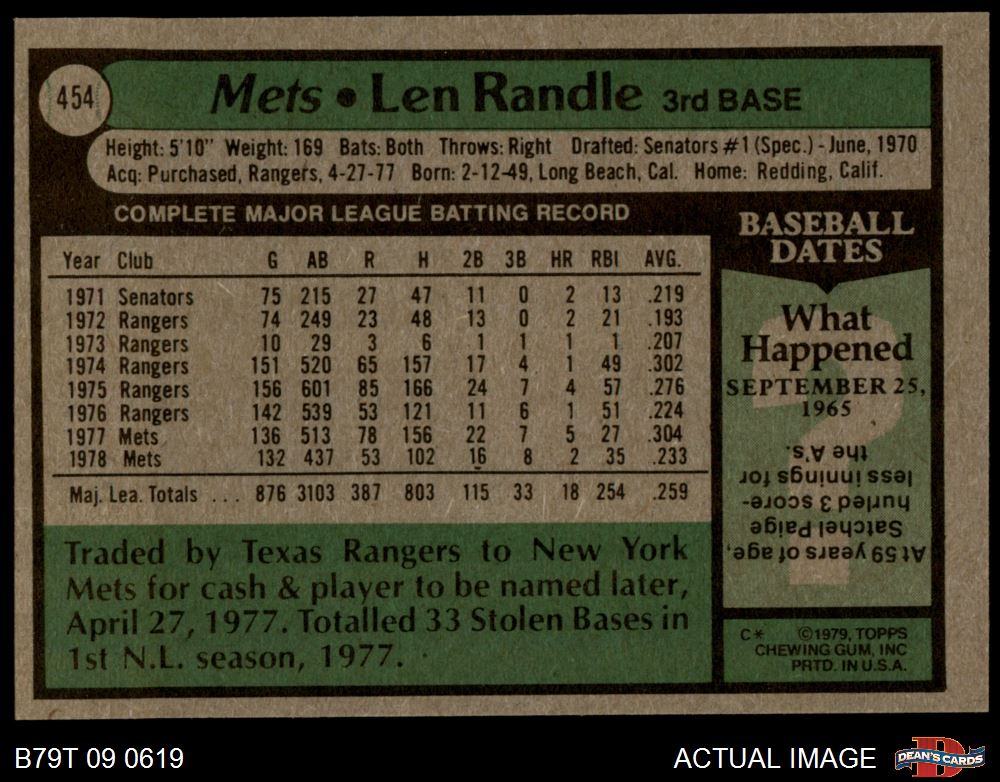 454
Mets • Len Randle 3rd BASE
Height: 5'10" Weight: 169 Bats: Both Throws: Right Drafted: Senators #1 (Spec.) - June, 1970
Acq: Purchased, Rangers, 4-27-77 Born: 2-12-49, Long Beach, Cal. Home: Redding, Calif.
COMPLETE MAJOR LEAGUE BATTING RECORD
Year Club G AB R H 2B 3B HR RBI AVG.
1971 Senators 75 215 27 47 11 0 2 13 .219
1972 Rangers 74 249 23 48 13 0 2 21 .193
1973 Rangers 10 29 3 6 1 1 1 1 .207
1974 Rangers 151 520 65 157 17 4 1 49 .302
1975 Rangers 156 601 85 166 24 7 4 57 .276
1976 Rangers 142 539 53 121 11 6 1 51 .224
1977 Mets 136 513 78 156 22 7 5 27 .304
1978 Mets 132 437 53 102 16 8 2 35 .233
Maj. Lea. Totals ... 876 3103 387 803 115 33 18 254 .259
Traded by Texas Rangers to New York
Mets for cash & player to be named later,
April 27, 1977. Totalled 33 Stolen Bases in
1st N.L. season, 1977.
BASEBALL
DATES
What
Happened
SEPTEMBER 25,
1965
At 59 years of age,
Satchel Paige
hurled 3 score-
less innings for
the A's.
C* ©1979, TOPPS
CHEWING GUM, INC
PRTD. IN U.S.A.
B79T 09 0619
ACTUAL IMAGE
D
DEAN'S CARDS